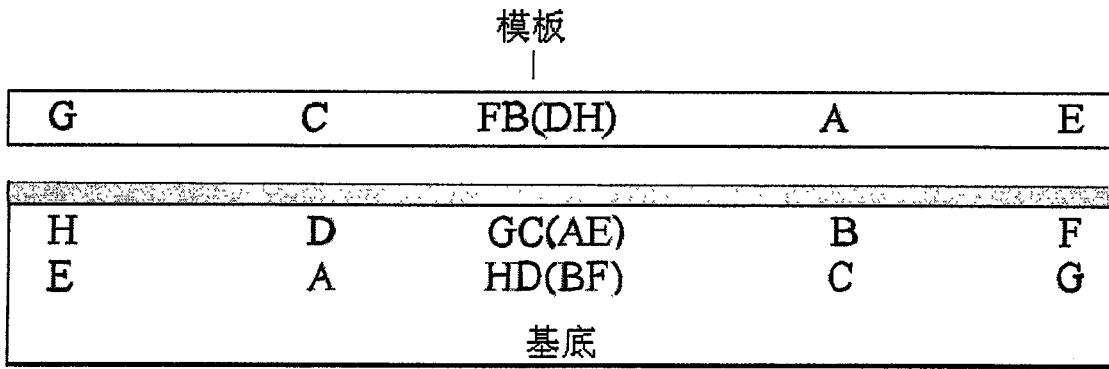 模板
G C FB(DH) A E
H D GC(AE) B F
E A HD(BF) C G
基底